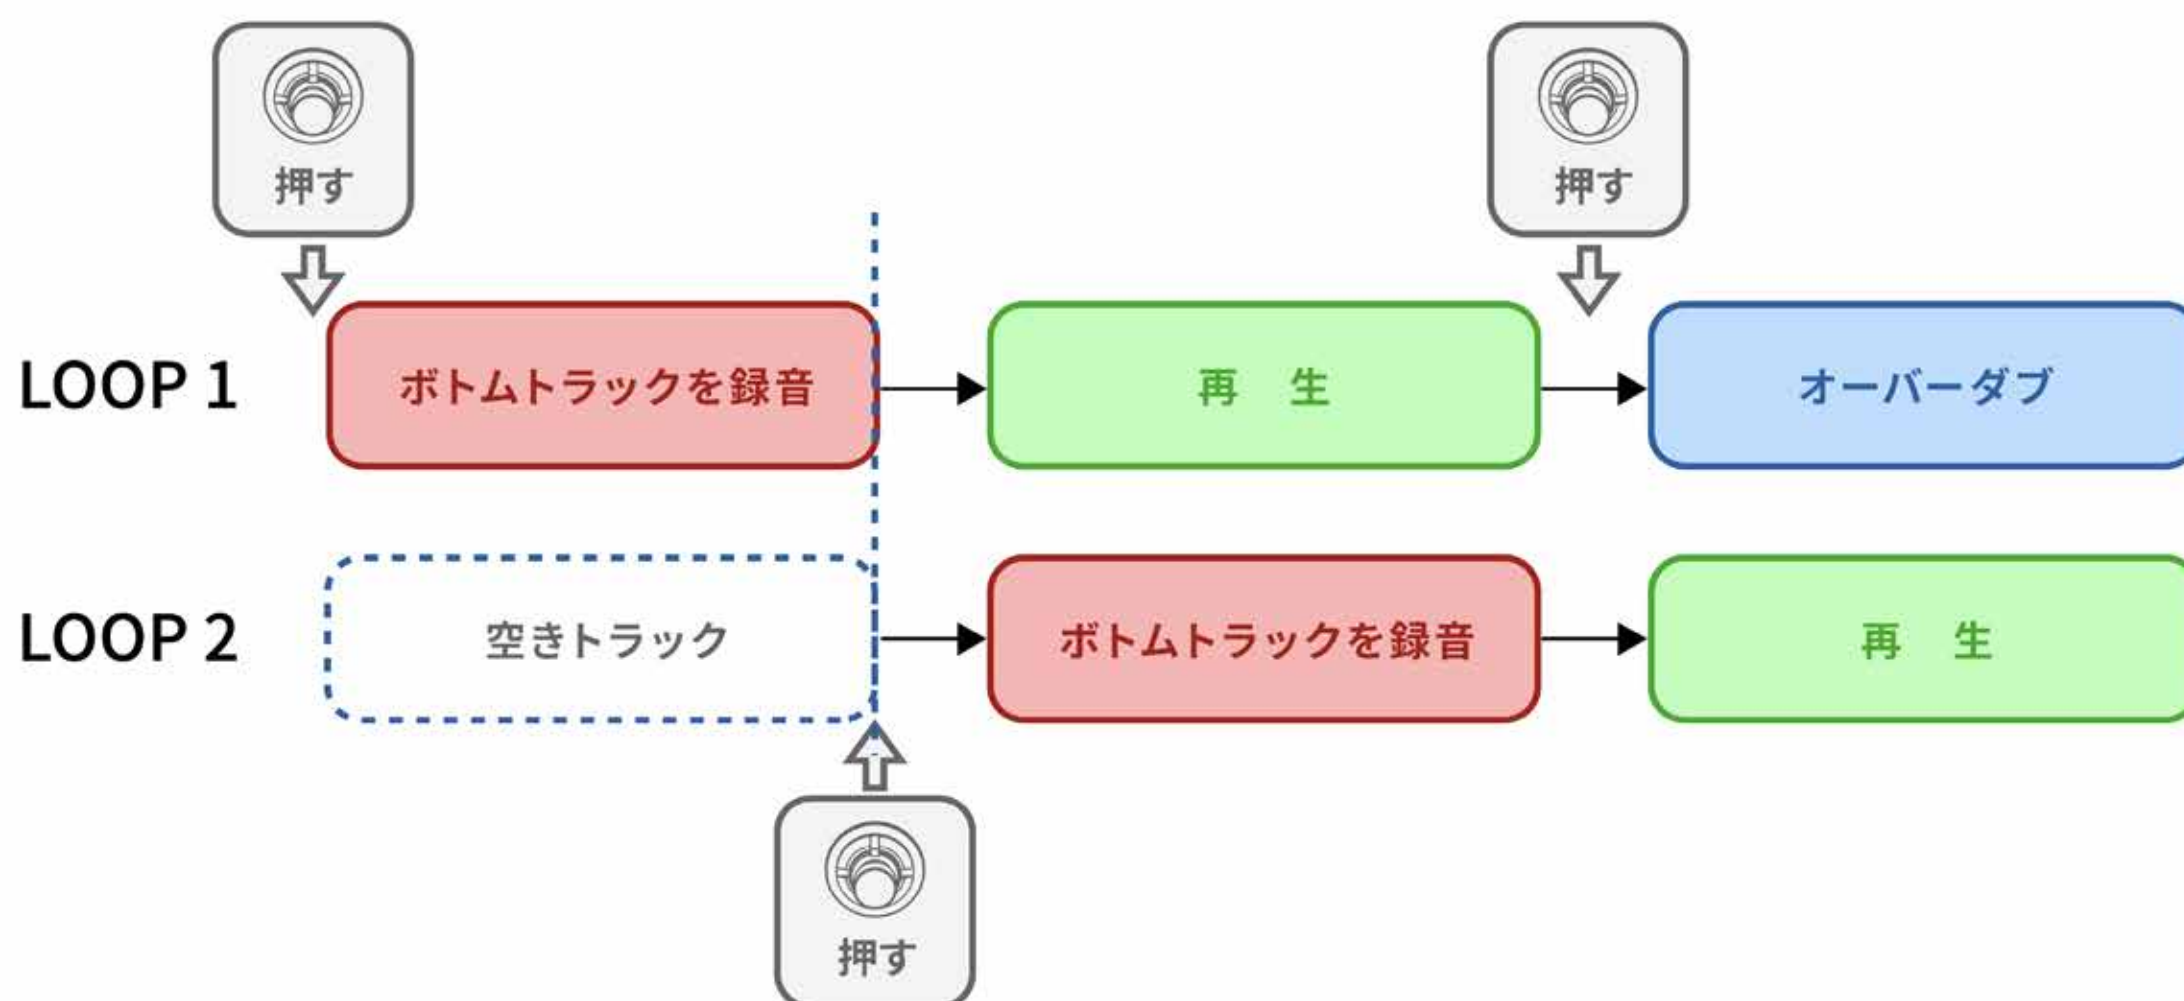 押す
押す
LOOP 1
ボトムトラックを録音
再 生
オーバーダブ
LOOP 2
空きトラック
ボトムトラックを録音
再 生
押す